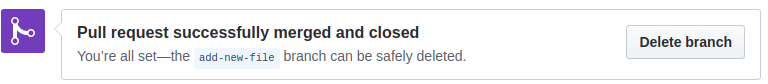 Pull request successfully merged and closed
You’re all set—the add-new-file branch can be safely deleted.
Delete branch